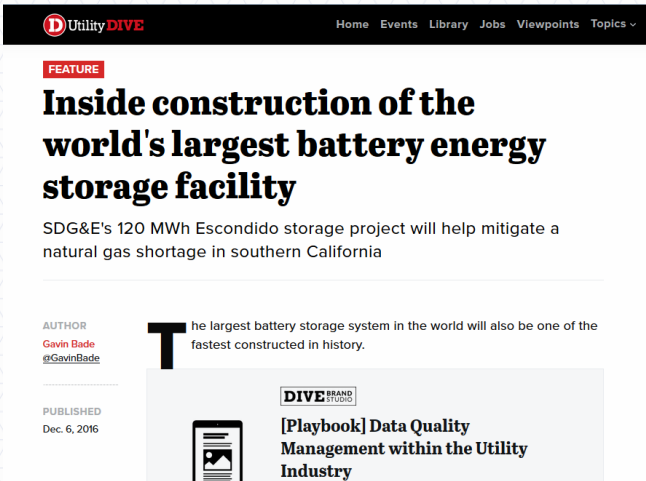 D Utility DIVE
Home Events Library Jobs Viewpoints Topics
FEATURE
Inside construction of the
world's largest battery energy
storage facility
SDG&E's 120 MWh Escondido storage project will help mitigate a
natural gas shortage in southern California
AUTHOR
Gavin Bade
@GavinBade
PUBLISHED
Dec. 6, 2016
The largest battery storage system in the world will also be one of the
fastest constructed in history.
DIVE BRAND STUDIO
[Playbook] Data Quality
Management within the Utility
Industry